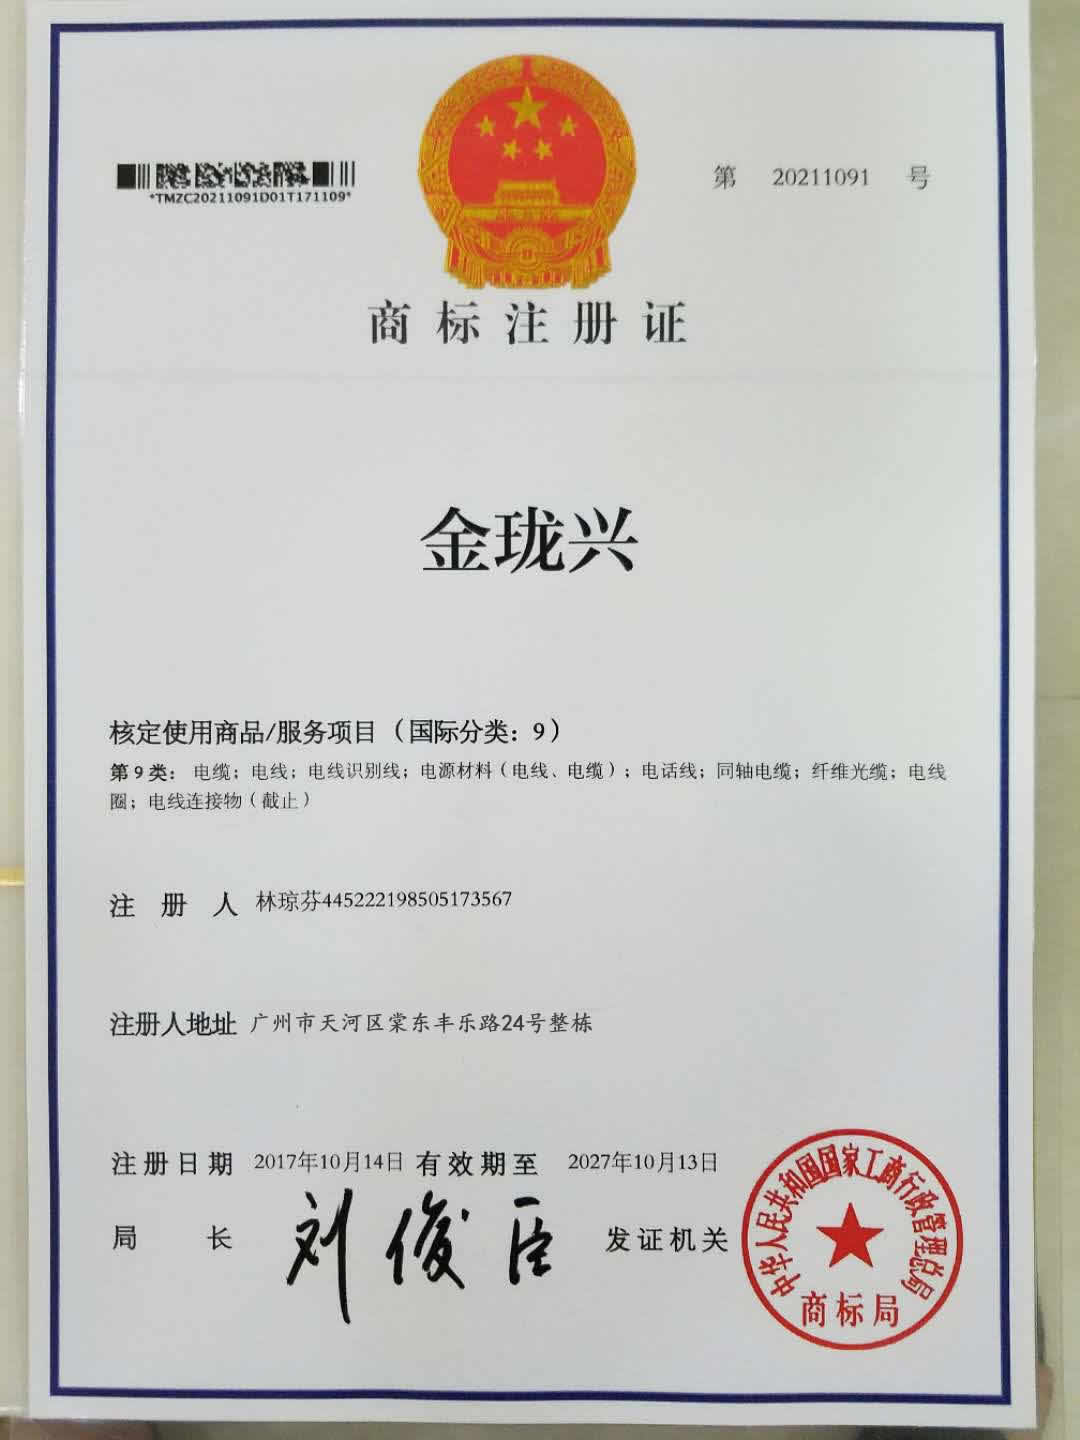 *TMZC20211091D01T171109*
第 20211091 号
商标注册证
金珑兴
核定使用商品/服务项目（国际分类：9）
第9类：电缆；电线；电线识别线；电源材料（电线、电缆）；电话线；同轴电缆；纤维光缆；电线
圈；电线连接物（截止）
注册人 林琼芬445222198505173567
注册人地址 广州市天河区棠东丰乐路24号整栋
注册日期 2017年10月14日 有效期至 2027年10月13日
局长 刘俊臣 发证机关
中华人民共和国国家工商行政管理总局
商标局